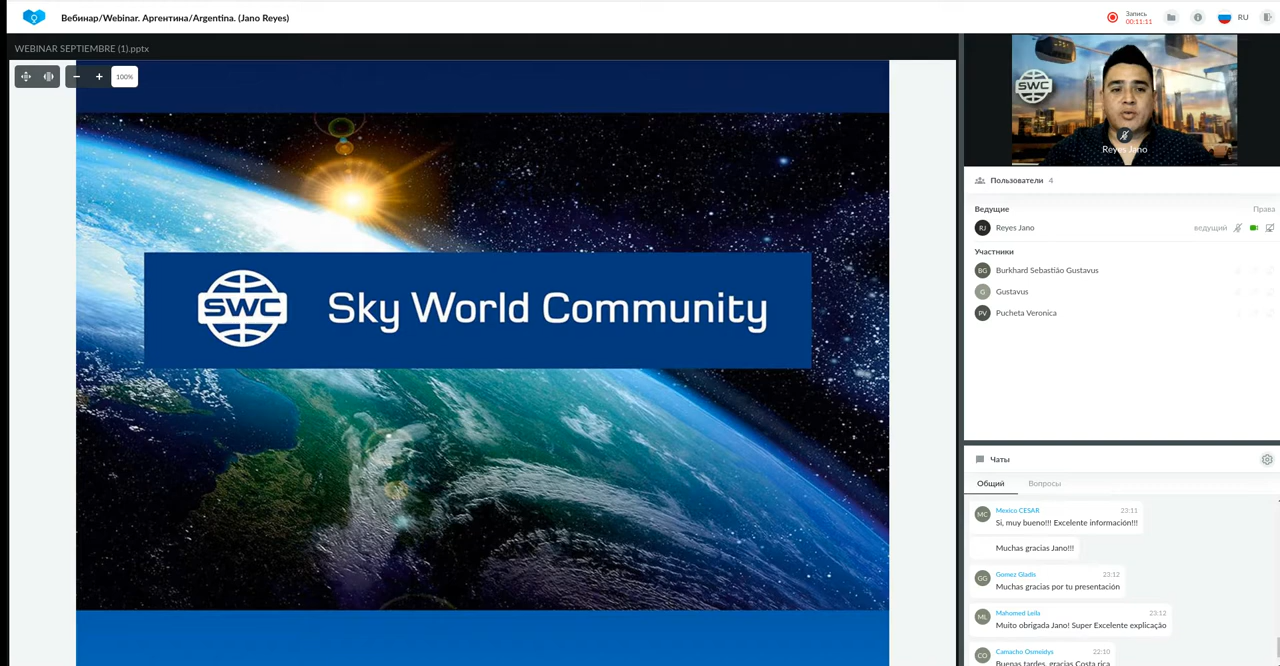 Вебинар/Webinar. Аргентина/Argentina. (Jano Reyes)
Запись
00:11:11
RU
WEBINAR SEPTIEMBRE (1).pptx
100%
SWC
Sky World Community
SWC
Reyes Jano
Пользователи 4
Ведущие Права
RJ Reyes Jano ведущий
Участники
BG Burkhard Sebastião Gustavus
G Gustavus
PV Pucheta Veronica
Чаты
Общий Вопросы
MC Mexico CESAR 23:11
Si, muy bueno!!! Excelente información!!!
Muchas gracias Jano!!!
GG Gomez Gladis 23:12
Muchas gracias por tu presentación
ML Mahomed Leila 23:12
Muito obrigada Jano! Super Excelente explicação
CO Camacho Osmeidys 22:10
Buenas tardes, gracias Costa rica